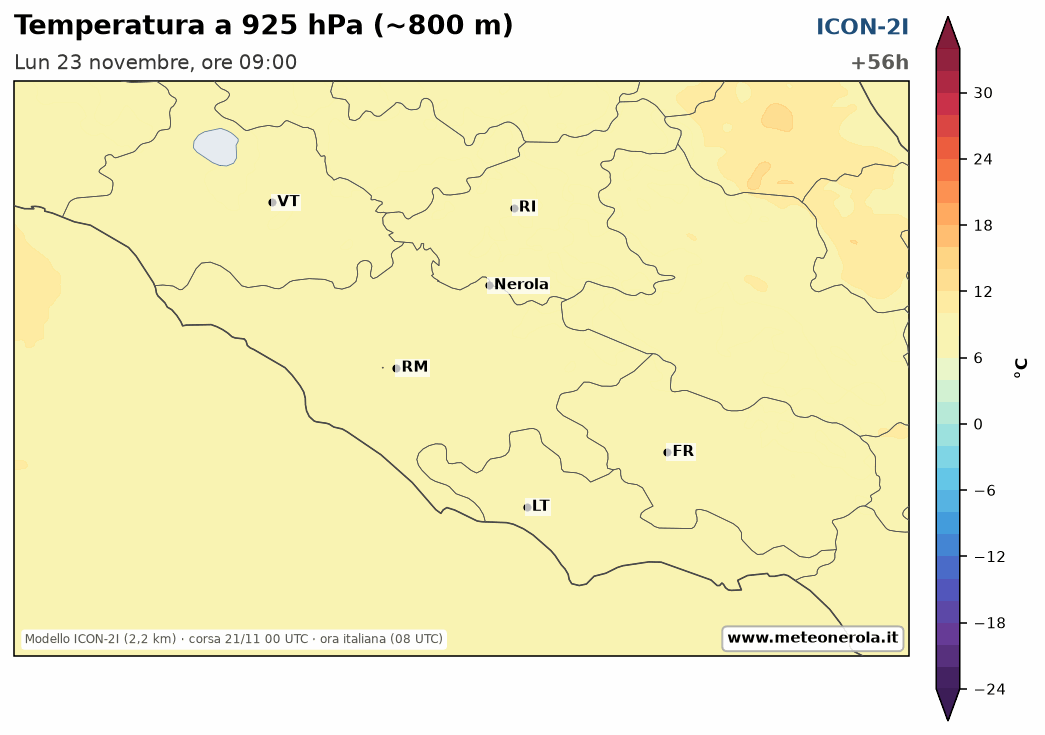 Temperatura a 925 hPa (~800 m)
ICON-2I
Lun 23 novembre, ore 09:00
+56h
VT
RI
Nerola
RM
FR
LT
Modello ICON-2I (2,2 km) · corsa 21/11 00 UTC · ora italiana (08 UTC)
www.meteonerola.it
30
24
18
12
6
0
−6
−12
−18
−24
°C